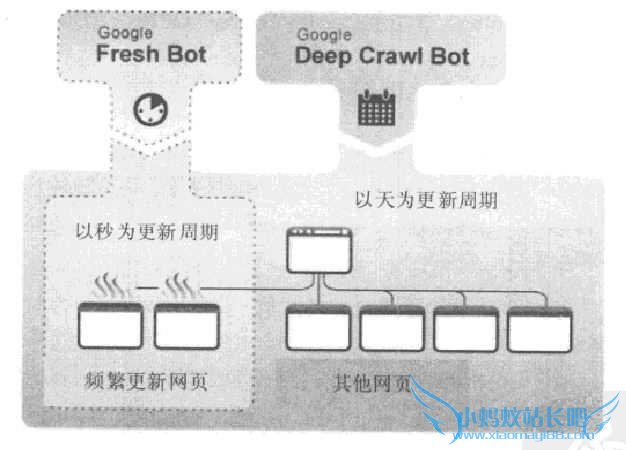 Google
Fresh Bot
Google
Deep Crawl Bot
以天为更新周期
以秒为更新周期
频繁更新网页
其他网页
小蚂蚁站长吧
www.xiaomayi88.com